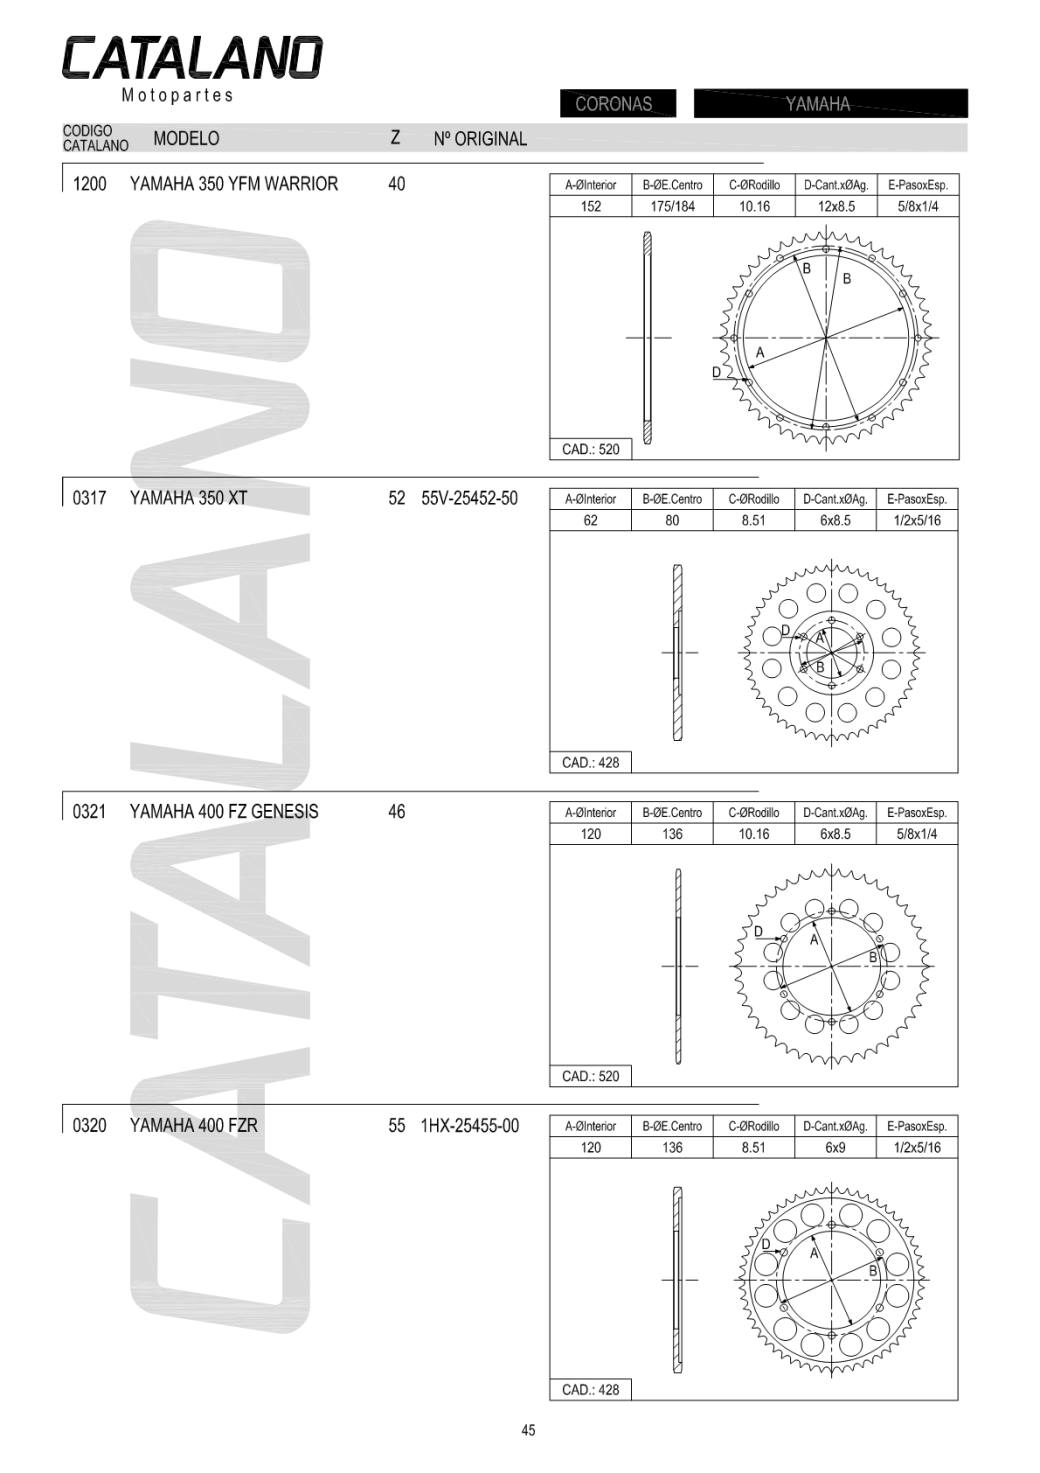 CATALANO
Motopartes
CORONAS YAMAHA
CODIGO CATALANO MODELO Z Nº ORIGINAL
1200 YAMAHA 350 YFM WARRIOR 40
A-ØInterior B-ØE.Centro C-ØRodillo D-Cant.xØAg. E-PasoxEsp.
152 175/184 10.16 12x8.5 5/8x1/4
B
B
A
D
CAD.: 520
0317 YAMAHA 350 XT 52 55V-25452-50
A-ØInterior B-ØE.Centro C-ØRodillo D-Cant.xØAg. E-PasoxEsp.
62 80 8.51 6x8.5 1/2x5/16
D
A
B
CAD.: 428
0321 YAMAHA 400 FZ GENESIS 46
A-ØInterior B-ØE.Centro C-ØRodillo D-Cant.xØAg. E-PasoxEsp.
120 136 10.16 6x8.5 5/8x1/4
D
A
B
CAD.: 520
0320 YAMAHA 400 FZR 55 1HX-25455-00
A-ØInterior B-ØE.Centro C-ØRodillo D-Cant.xØAg. E-PasoxEsp.
120 136 8.51 6x9 1/2x5/16
D
A
B
CAD.: 428
CATALANO
45